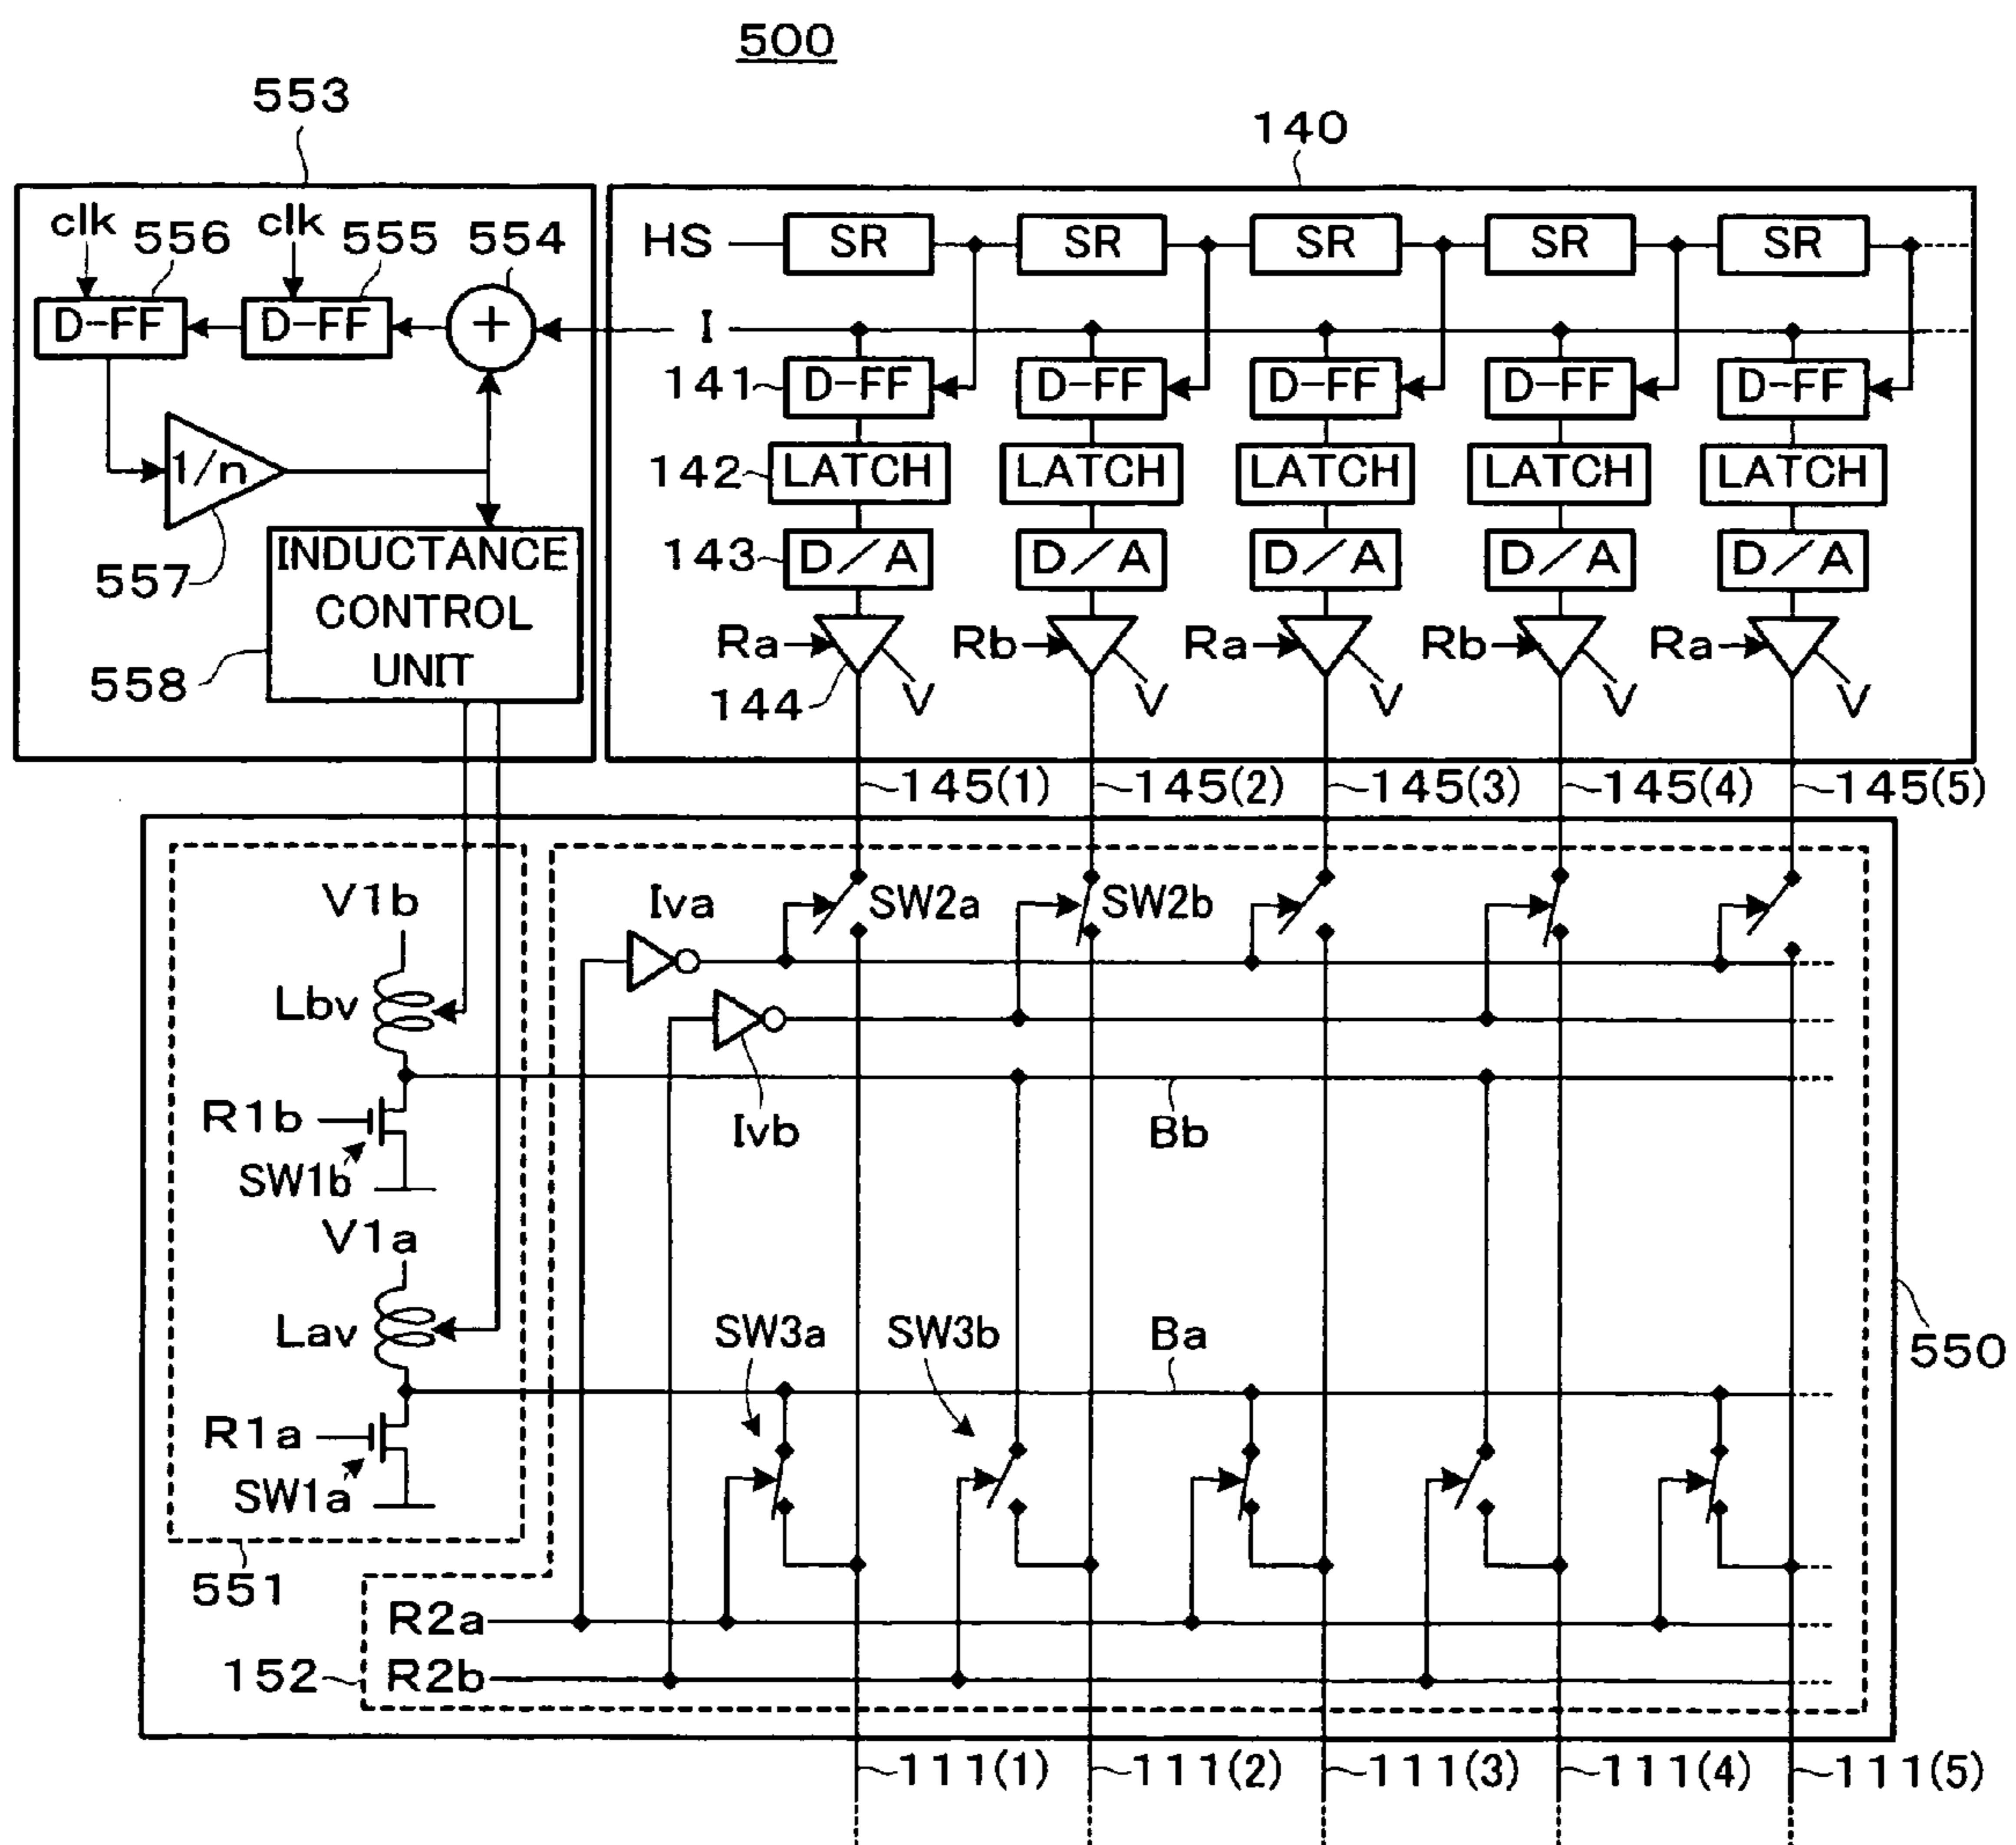 500
553
140
clk 556 clk 555 554
HS SR SR SR SR SR
D-FF D-FF + I
141 D-FF D-FF D-FF D-FF D-FF
1/n
142 LATCH LATCH LATCH LATCH LATCH
557
INDUCTANCE CONTROL UNIT
143 D/A D/A D/A D/A D/A
558
Ra Rb Ra Rb Ra
144 V V V V V
145(1) 145(2) 145(3) 145(4) 145(5)
V1b
Iva SW2a SW2b
Lbv
R1b
SW1b
Ivb
Bb
V1a
Lav
SW3a SW3b Ba
550
R1a
SW1a
551
R2a
152 R2b
111(1) 111(2) 111(3) 111(4) 111(5)